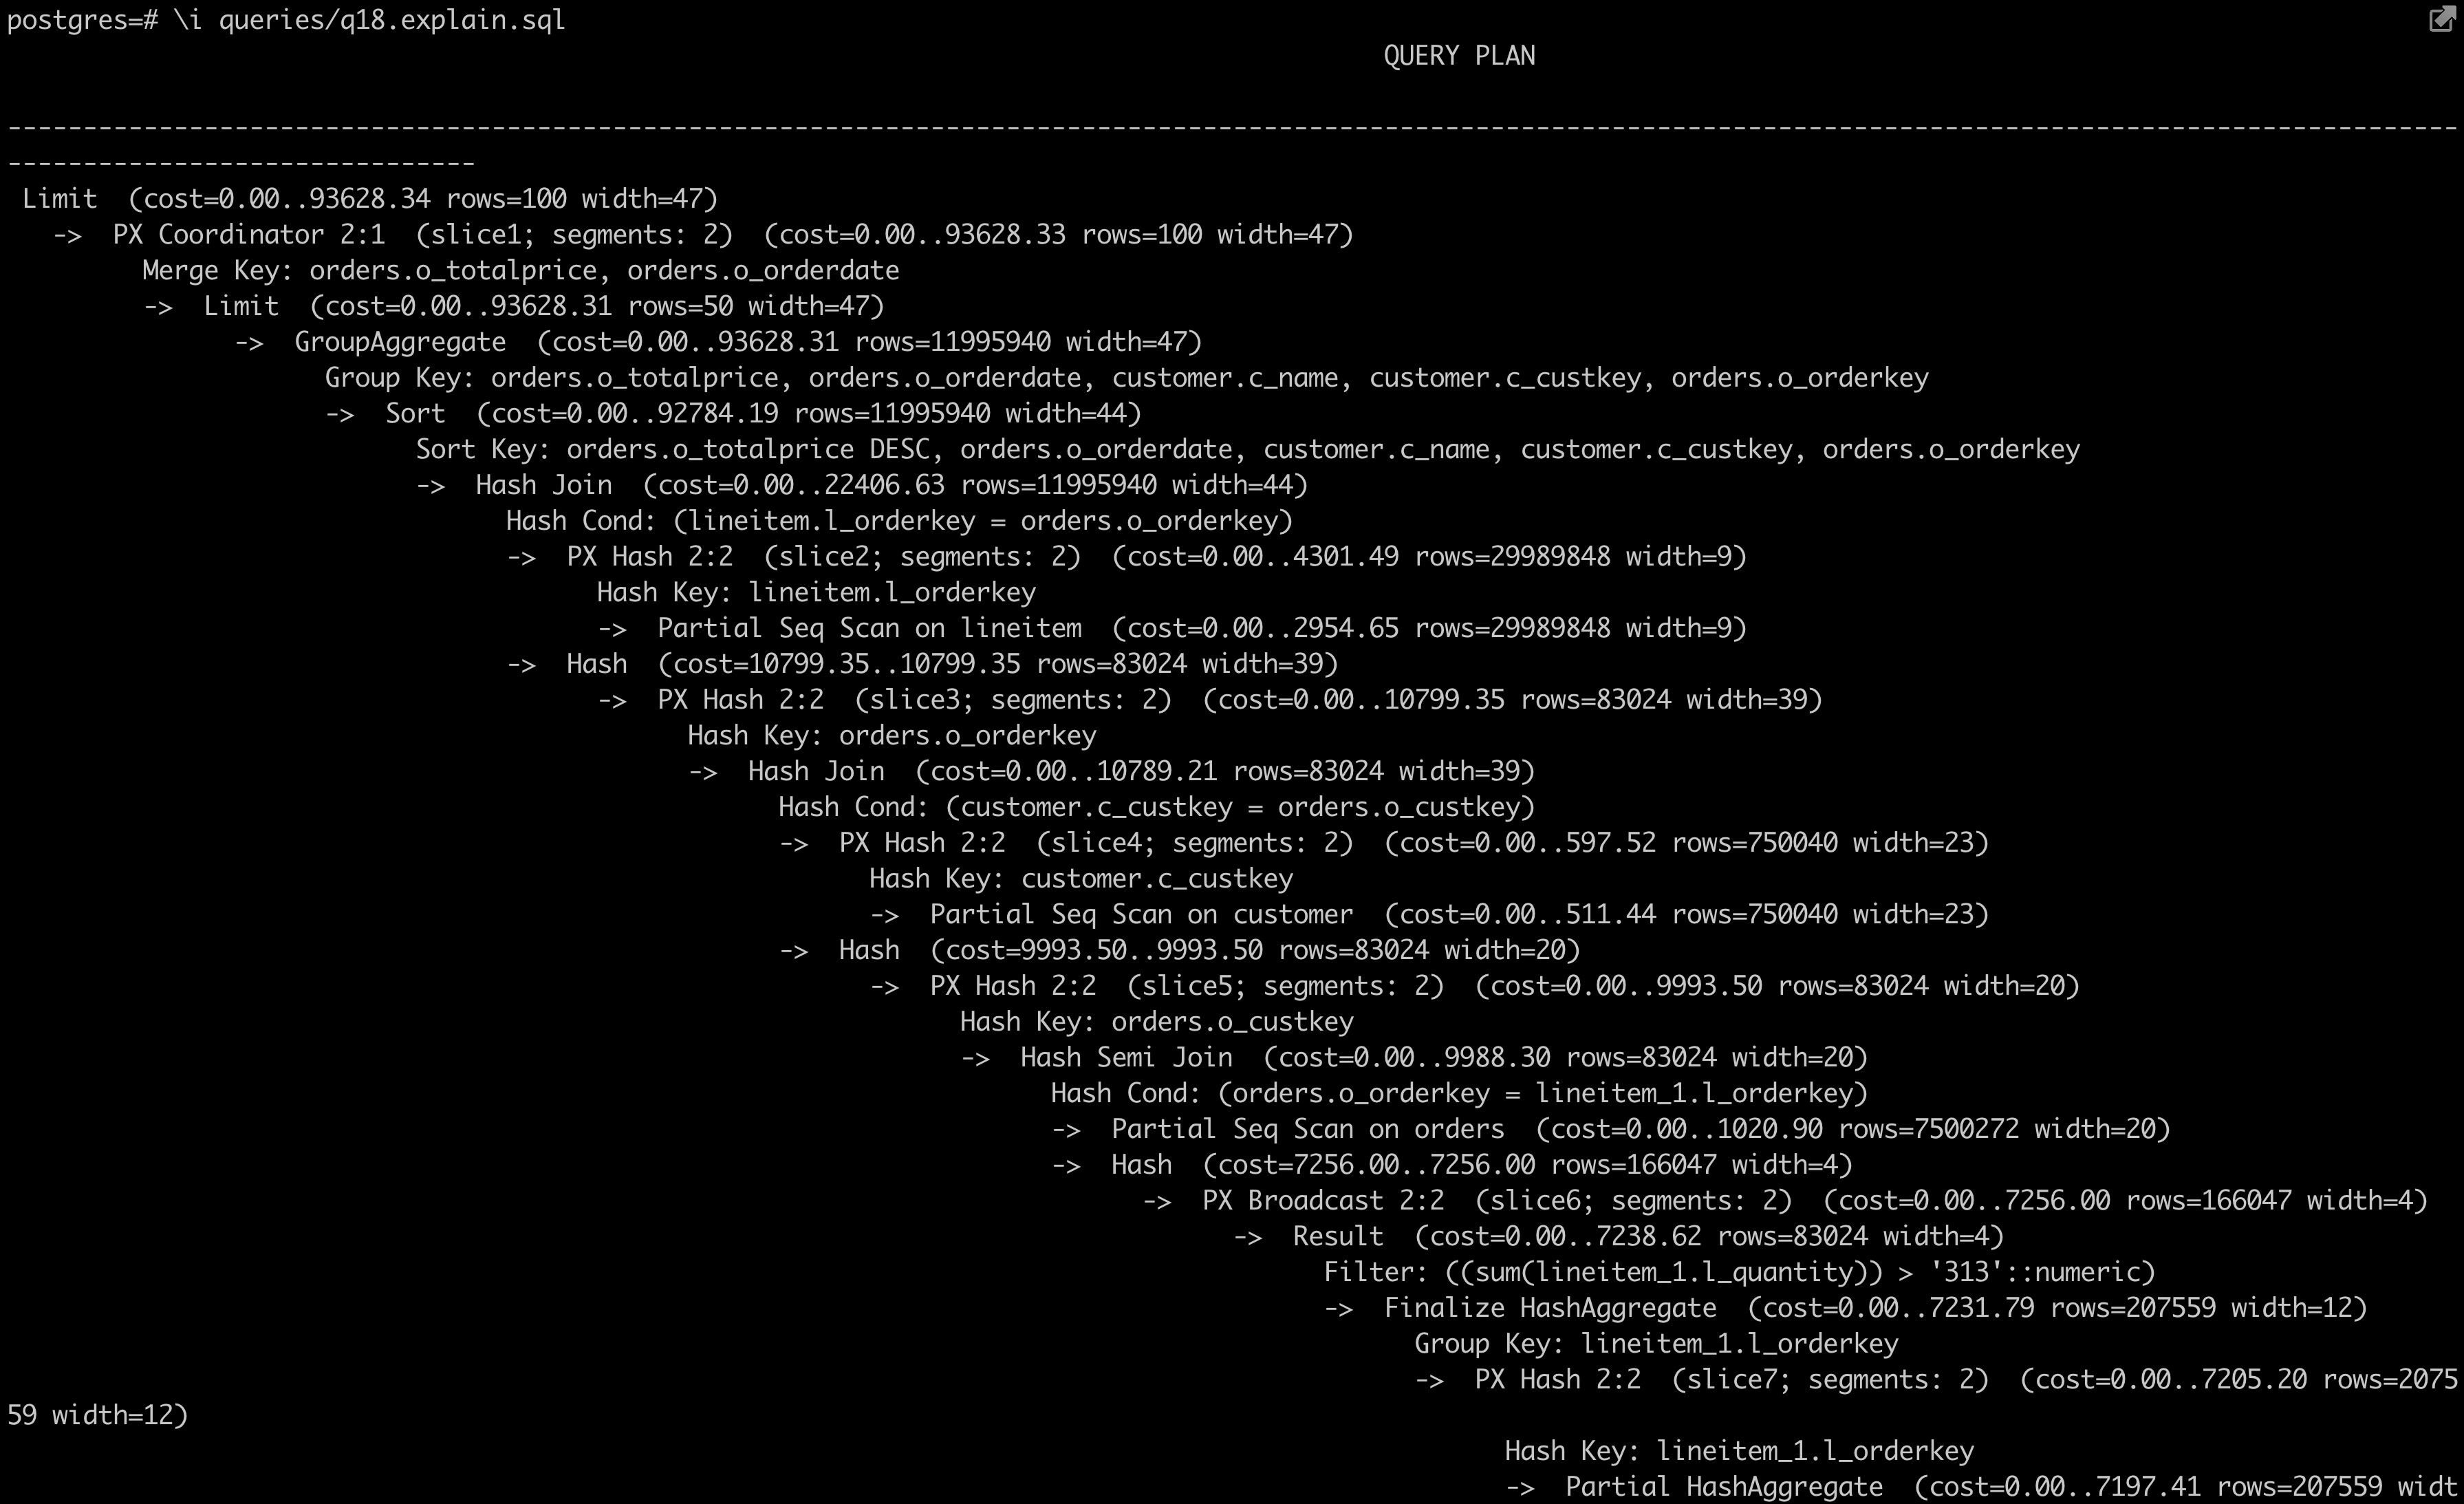 postgres=# \i queries/q18.explain.sql
QUERY PLAN
------------------------------------------------------------------------------------------------------------------------------------------------------------------
-------------------------------
Limit  (cost=0.00..93628.34 rows=100 width=47)
->  PX Coordinator 2:1  (slice1; segments: 2)  (cost=0.00..93628.33 rows=100 width=47)
Merge Key: orders.o_totalprice, orders.o_orderdate
->  Limit  (cost=0.00..93628.31 rows=50 width=47)
->  GroupAggregate  (cost=0.00..93628.31 rows=11995940 width=47)
Group Key: orders.o_totalprice, orders.o_orderdate, customer.c_name, customer.c_custkey, orders.o_orderkey
->  Sort  (cost=0.00..92784.19 rows=11995940 width=44)
Sort Key: orders.o_totalprice DESC, orders.o_orderdate, customer.c_name, customer.c_custkey, orders.o_orderkey
->  Hash Join  (cost=0.00..22406.63 rows=11995940 width=44)
Hash Cond: (lineitem.l_orderkey = orders.o_orderkey)
->  PX Hash 2:2  (slice2; segments: 2)  (cost=0.00..4301.49 rows=29989848 width=9)
Hash Key: lineitem.l_orderkey
->  Partial Seq Scan on lineitem  (cost=0.00..2954.65 rows=29989848 width=9)
->  Hash  (cost=10799.35..10799.35 rows=83024 width=39)
->  PX Hash 2:2  (slice3; segments: 2)  (cost=0.00..10799.35 rows=83024 width=39)
Hash Key: orders.o_orderkey
->  Hash Join  (cost=0.00..10789.21 rows=83024 width=39)
Hash Cond: (customer.c_custkey = orders.o_custkey)
->  PX Hash 2:2  (slice4; segments: 2)  (cost=0.00..597.52 rows=750040 width=23)
Hash Key: customer.c_custkey
->  Partial Seq Scan on customer  (cost=0.00..511.44 rows=750040 width=23)
->  Hash  (cost=9993.50..9993.50 rows=83024 width=20)
->  PX Hash 2:2  (slice5; segments: 2)  (cost=0.00..9993.50 rows=83024 width=20)
Hash Key: orders.o_custkey
->  Hash Semi Join  (cost=0.00..9988.30 rows=83024 width=20)
Hash Cond: (orders.o_orderkey = lineitem_1.l_orderkey)
->  Partial Seq Scan on orders  (cost=0.00..1020.90 rows=7500272 width=20)
->  Hash  (cost=7256.00..7256.00 rows=166047 width=4)
->  PX Broadcast 2:2  (slice6; segments: 2)  (cost=0.00..7256.00 rows=166047 width=4)
->  Result  (cost=0.00..7238.62 rows=83024 width=4)
Filter: ((sum(lineitem_1.l_quantity)) > '313'::numeric)
->  Finalize HashAggregate  (cost=0.00..7231.79 rows=207559 width=12)
Group Key: lineitem_1.l_orderkey
->  PX Hash 2:2  (slice7; segments: 2)  (cost=0.00..7205.20 rows=2075
59 width=12)
Hash Key: lineitem_1.l_orderkey
->  Partial HashAggregate  (cost=0.00..7197.41 rows=207559 widt